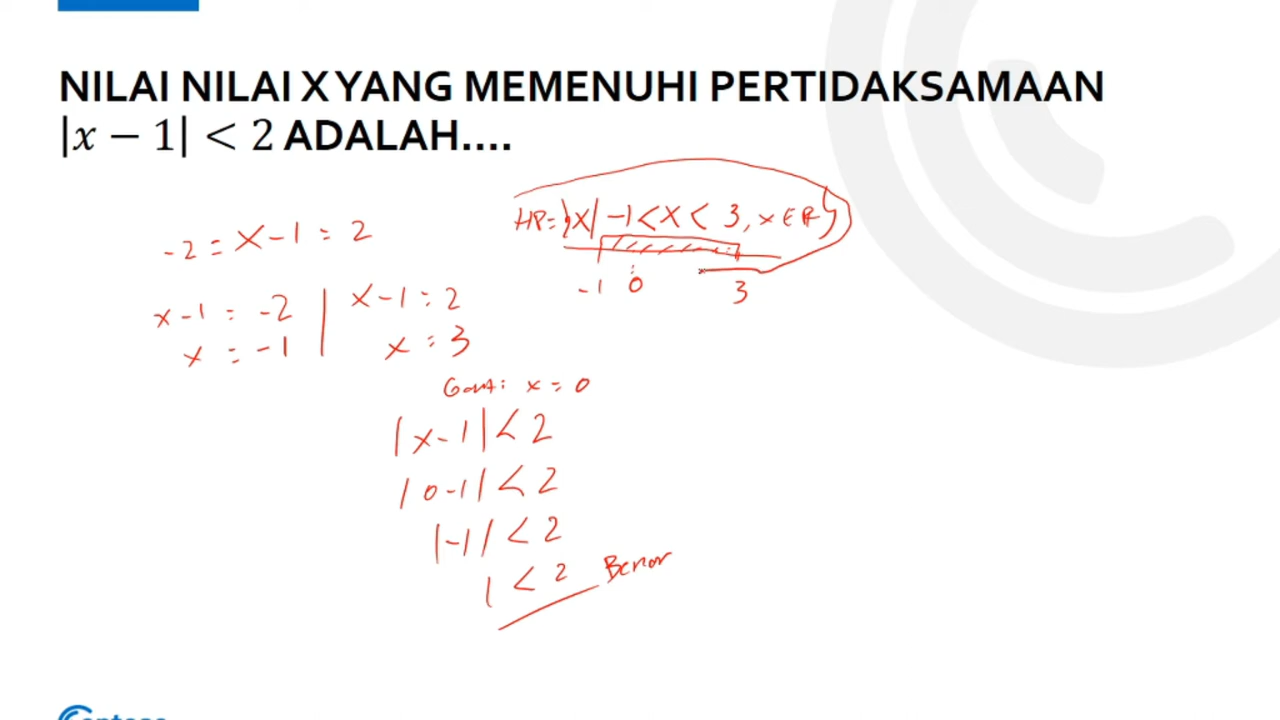 NILAI NILAI X YANG MEMENUHI PERTIDAKSAMAAN
|x − 1| < 2 ADALAH....
-2 = x-1 = 2
x-1 = -2 | x-1 = 2
x = -1 | x = 3
HP = {x| -1 < x < 3, x ∈ R}
-1 0 3
x = 0
|x-1| < 2
|0-1| < 2
|-1| < 2
1 < 2 Benar